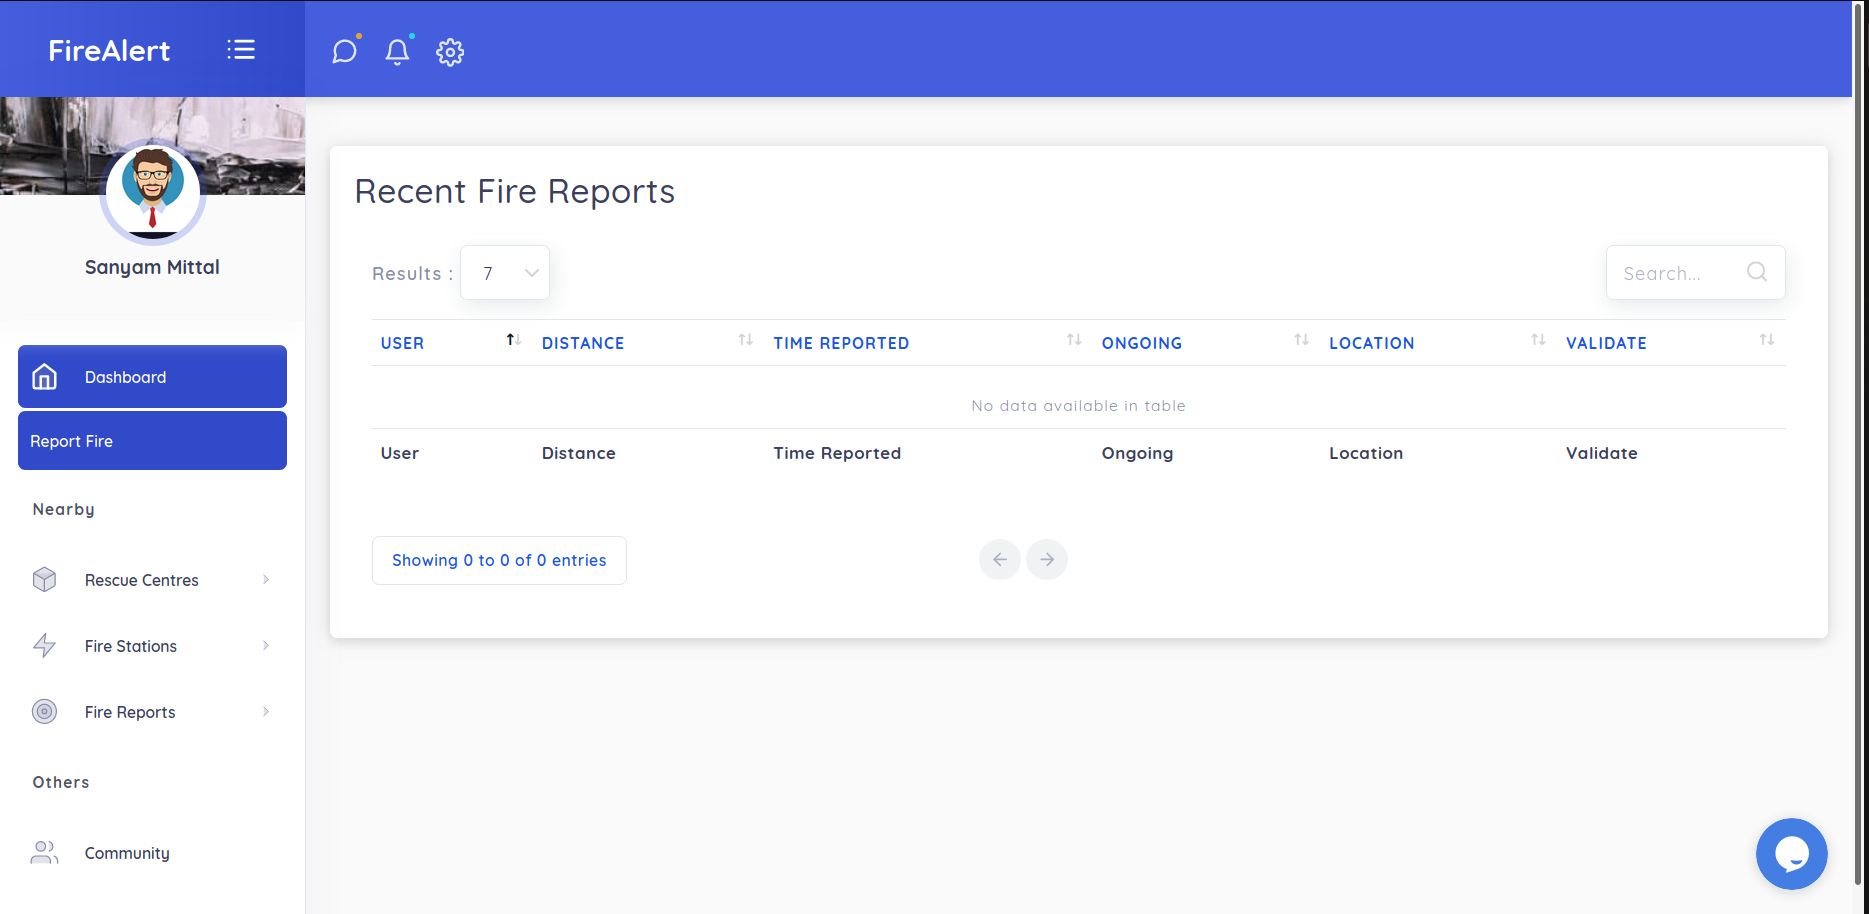 FireAlert
Sanyam Mittal
Dashboard
Report Fire
Nearby
Rescue Centres
Fire Stations
Fire Reports
Others
Community
Recent Fire Reports
Results : 7
Search...
USER DISTANCE TIME REPORTED ONGOING LOCATION VALIDATE
No data available in table
User Distance Time Reported Ongoing Location Validate
Showing 0 to 0 of 0 entries